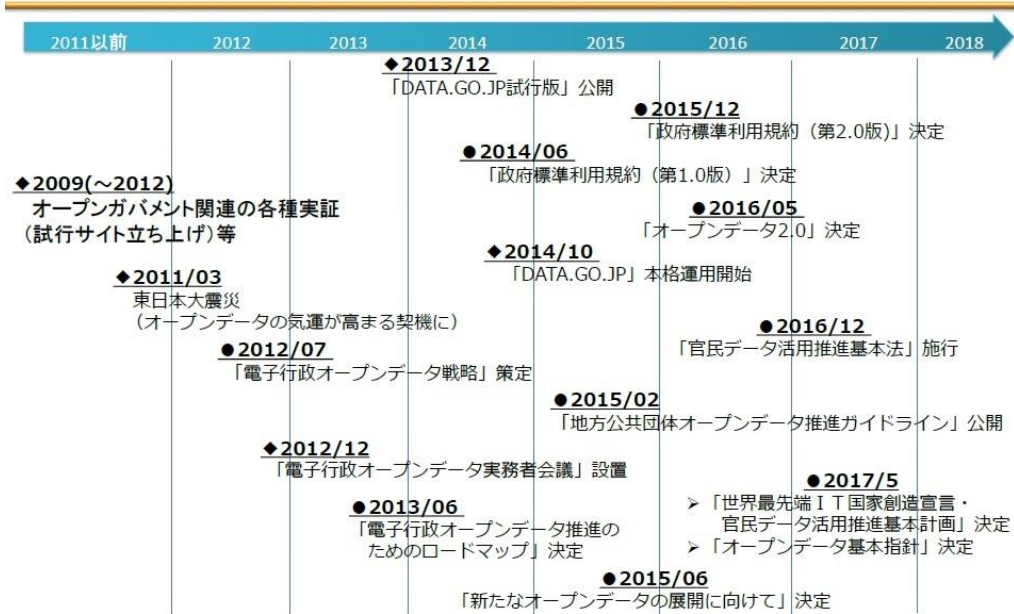 2011以前 2012 2013 2014 2015 2016 2017 2018
◆2013/12
「DATA.GO.JP試行版」公開
●2015/12
「政府標準利用規約（第2.0版)」決定
●2014/06
「政府標準利用規約（第1.0版）」決定
◆2009(～2012)
オープンガバメント関連の各種実証
（試行サイト立ち上げ）等
●2016/05
「オープンデータ2.0」決定
◆2014/10
「DATA.GO.JP」本格運用開始
◆2011/03
東日本大震災
（オープンデータの気運が高まる契機に）
●2016/12
「官民データ活用推進基本法」施行
●2012/07
「電子行政オープンデータ戦略」策定
●2015/02
「地方公共団体オープンデータ推進ガイドライン」公開
◆2012/12
「電子行政オープンデータ実務者会議」設置
●2017/5
➢「世界最先端ＩＴ国家創造宣言・
官民データ活用推進基本計画」決定
➢「オープンデータ基本指針」決定
●2013/06
「電子行政オープンデータ推進の
ためのロードマップ」決定
●2015/06
「新たなオープンデータの展開に向けて」決定